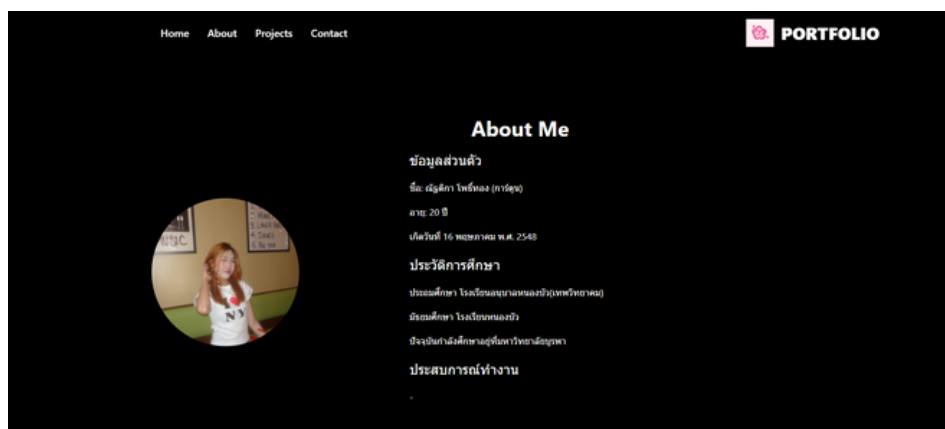 Home About Projects Contact
PORTFOLIO
About Me
ข้อมูลส่วนตัว
ชื่อ: ณัฐติกา โพธิ์ทอง (การ์ตูน)
อายุ: 20 ปี
เกิดวันที่ 16 พฤษภาคม พ.ศ. 2548
ประวัติการศึกษา
ประถมศึกษา โรงเรียนอนุบาลหนองบัว(เทพวิทยาคม)
มัธยมศึกษา โรงเรียนหนองบัว
ปัจจุบันกำลังศึกษาอยู่ที่มหาวิทยาลัยบูรพา
ประสบการณ์ทำงาน
-
NY